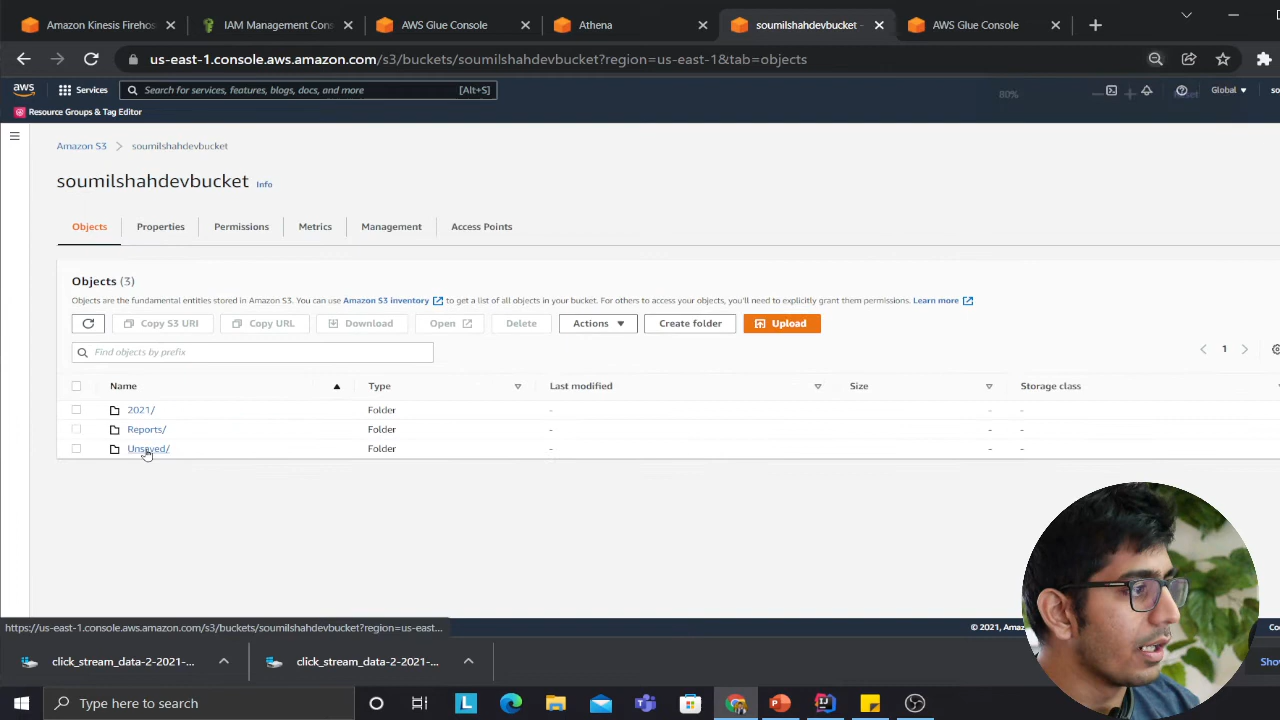 Amazon Kinesis Firehos
IAM Management Cons
AWS Glue Console
Athena
soumilshahdevbucket -
AWS Glue Console
us-east-1.console.aws.amazon.com/s3/buckets/soumilshahdevbucket?region=us-east-1&tab=objects
aws
Services
Search for services, features, blogs, docs, and more
[Alt+S]
80%
Global
so
Resource Groups & Tag Editor
Amazon S3
soumilshahdevbucket
soumilshahdevbucket
Info
Objects
Properties
Permissions
Metrics
Management
Access Points
Objects (3)
Objects are the fundamental entities stored in Amazon S3. You can use Amazon S3 inventory to get a list of all objects in your bucket. For others to access your objects, you'll need to explicitly grant them permissions. Learn more
Copy S3 URI
Copy URL
Download
Open
Delete
Actions
Create folder
Upload
Find objects by prefix
1
Name
Type
Last modified
Size
Storage class
2021/
Folder
-
-
-
Reports/
Folder
-
-
-
Unsaved/
Folder
-
-
-
https://us-east-1.console.aws.amazon.com/s3/buckets/soumilshahdevbucket?region=us-east...
© 2021, Amaz
Coo
click_stream_data-2-2021-...
click_stream_data-2-2021-...
Sho
Type here to search